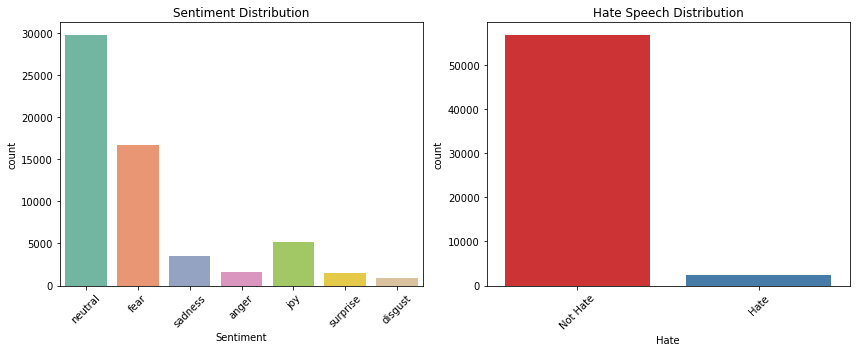 Sentiment Distribution
count
30000
25000
20000
15000
10000
5000
0
neutral
fear
sadness
anger
joy
surprise
disgust
Sentiment
Hate Speech Distribution
count
50000
40000
30000
20000
10000
0
Not Hate
Hate
Hate